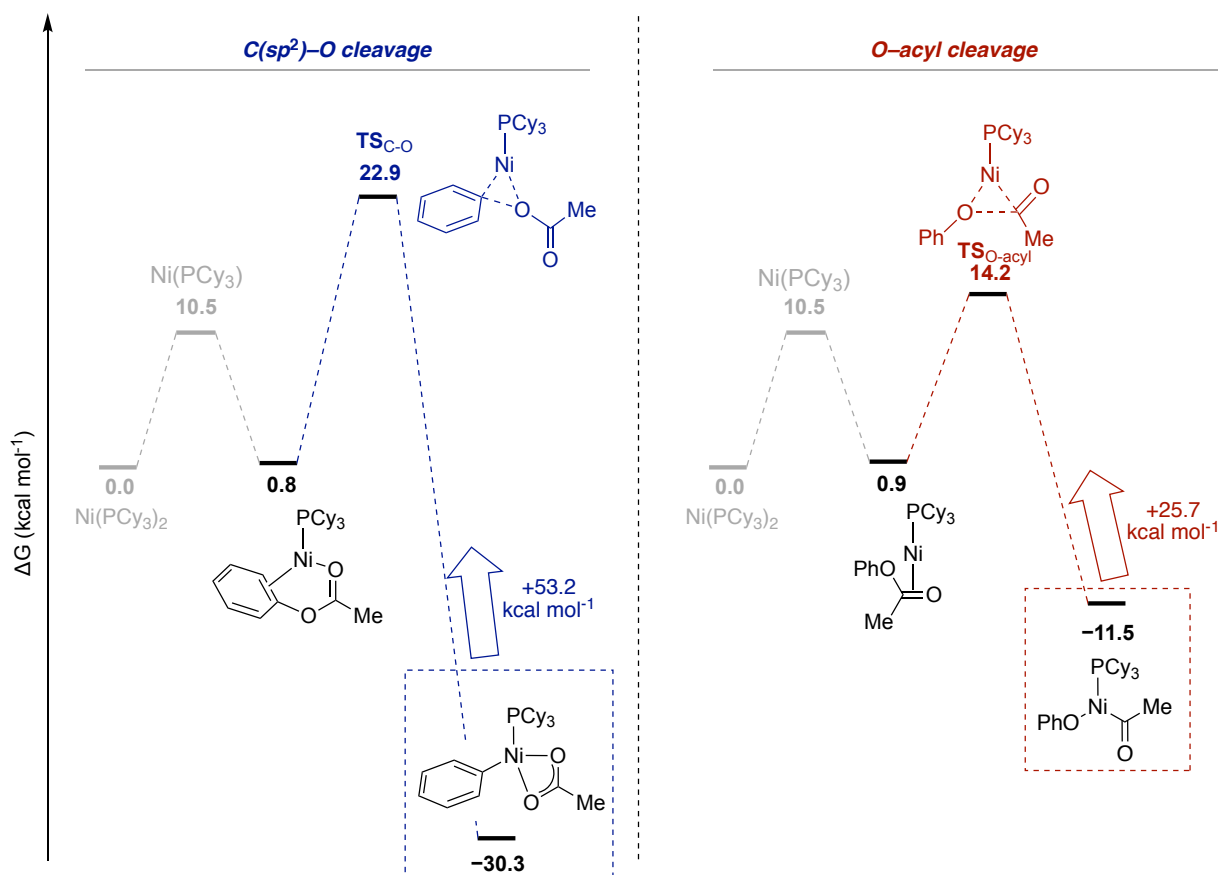 ΔG (kcal mol⁻¹)
C(sp²)–O cleavage
TS_C-O
22.9
PCy₃
Ni
O
Me
O
Ni(PCy₃)
10.5
0.0
Ni(PCy₃)₂
0.8
PCy₃
Ni
O
O
Me
+53.2
kcal mol⁻¹
PCy₃
Ni
O
O
Me
−30.3
O–acyl cleavage
PCy₃
Ni
O
O
Ph
Me
TS_O-acyl
14.2
Ni(PCy₃)
10.5
0.0
Ni(PCy₃)₂
0.9
PCy₃
Ni
PhO
O
Me
+25.7
kcal mol⁻¹
−11.5
PCy₃
Ni
PhO
Me
O